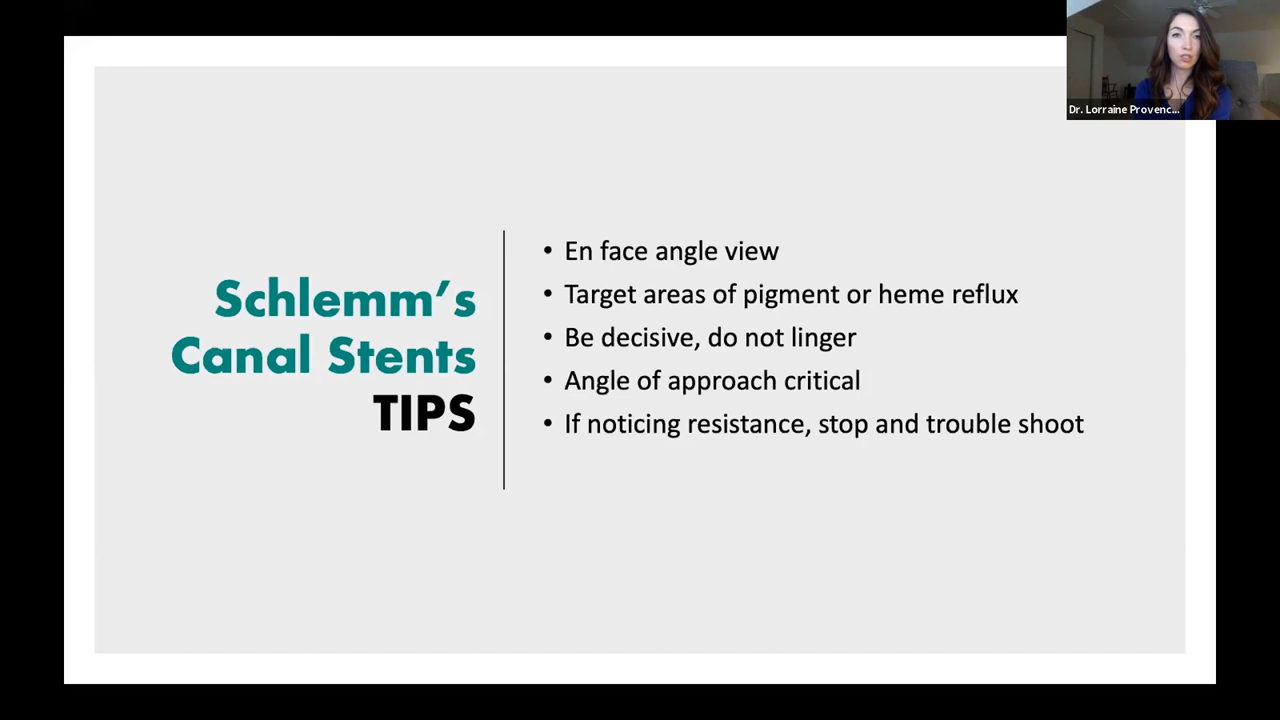 Dr. Lorraine Provenc...
Schlemm's
Canal Stents
TIPS
• En face angle view
• Target areas of pigment or heme reflux
• Be decisive, do not linger
• Angle of approach critical
• If noticing resistance, stop and trouble shoot